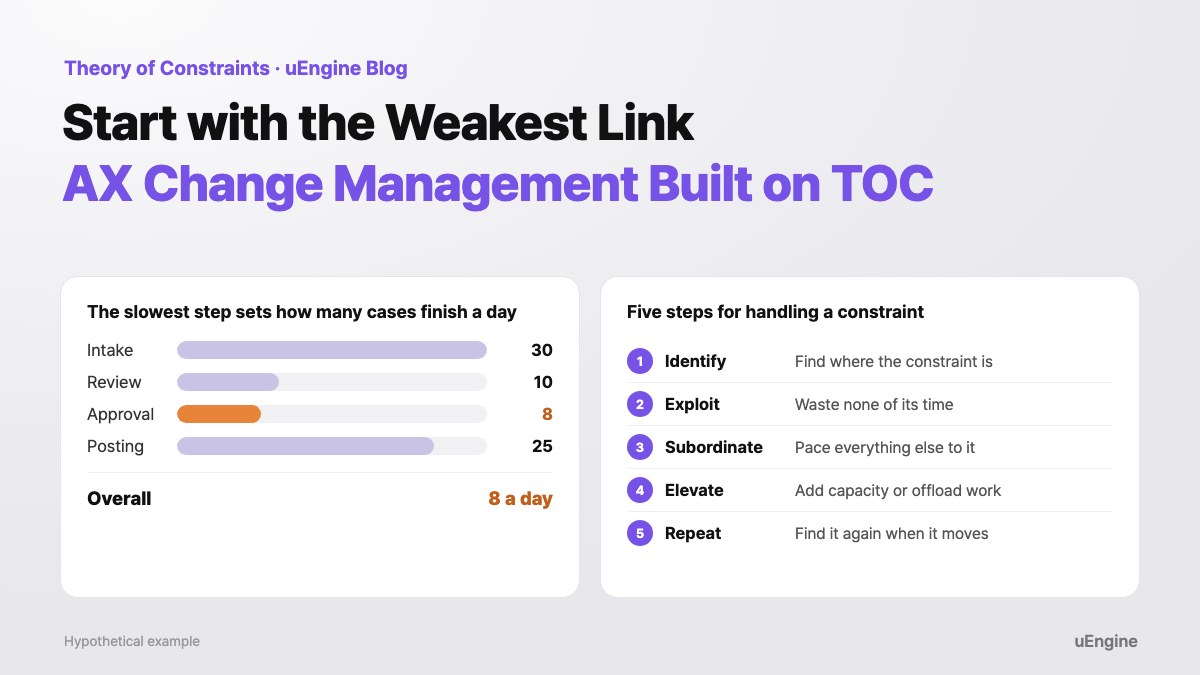 Theory of Constraints · uEngine Blog
Start with the Weakest Link
AX Change Management Built on TOC
The slowest step sets how many cases finish a day
Intake 30
Review 10
Approval 8
Posting 25
Overall 8 a day
Five steps for handling a constraint
1 Identify Find where the constraint is
2 Exploit Waste none of its time
3 Subordinate Pace everything else to it
4 Elevate Add capacity or offload work
5 Repeat Find it again when it moves
Hypothetical example
uEngine